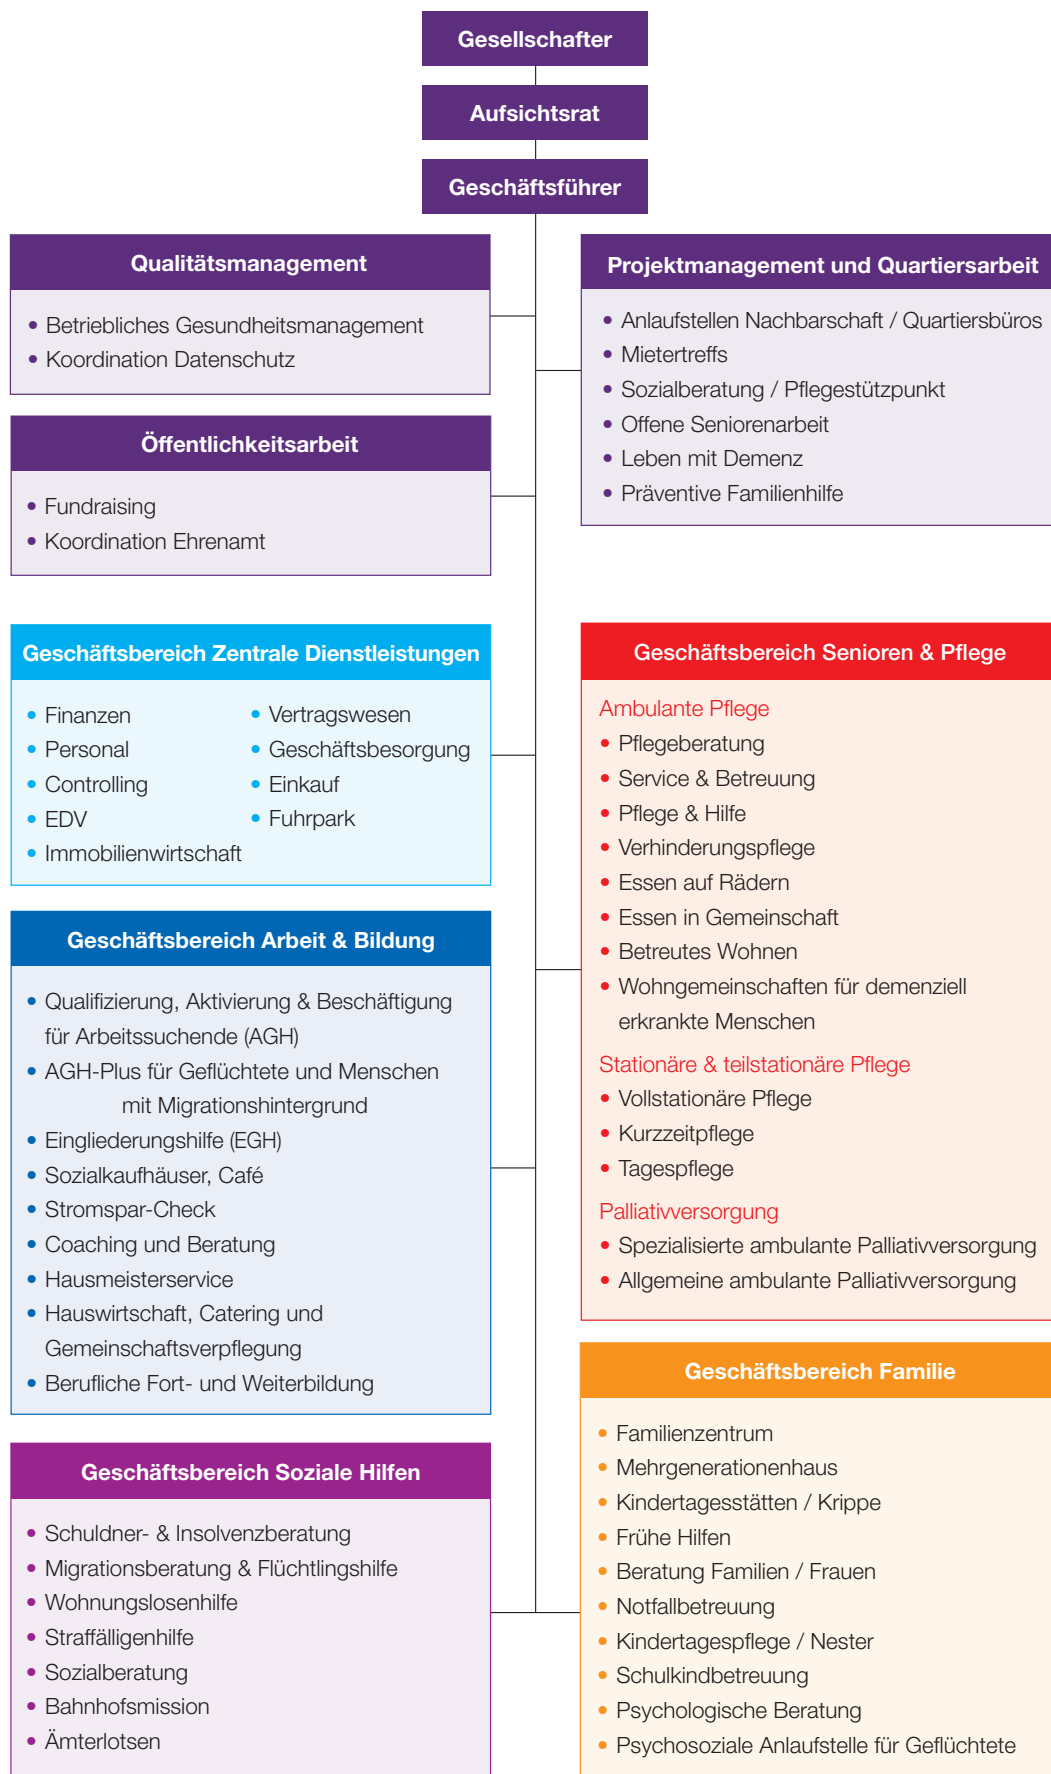 Gesellschafter
Aufsichtsrat
Geschäftsführer
Qualitätsmanagement
• Betriebliches Gesundheitsmanagement
• Koordination Datenschutz
Projektmanagement und Quartiersarbeit
• Anlaufstellen Nachbarschaft / Quartiersbüros
• Mietertreffs
• Sozialberatung / Pflegestützpunkt
• Offene Seniorenarbeit
• Leben mit Demenz
• Präventive Familienhilfe
Öffentlichkeitsarbeit
• Fundraising
• Koordination Ehrenamt
Geschäftsbereich Zentrale Dienstleistungen
• Finanzen
• Personal
• Controlling
• EDV
• Immobilienwirtschaft
• Vertragswesen
• Geschäftsbesorgung
• Einkauf
• Fuhrpark
Geschäftsbereich Senioren & Pflege
Ambulante Pflege
• Pflegeberatung
• Service & Betreuung
• Pflege & Hilfe
• Verhinderungspflege
• Essen auf Rädern
• Essen in Gemeinschaft
• Betreutes Wohnen
• Wohngemeinschaften für demenziell
erkrankte Menschen
Stationäre & teilstationäre Pflege
• Vollstationäre Pflege
• Kurzzeitpflege
• Tagespflege
Palliativversorgung
• Spezialisierte ambulante Palliativversorgung
• Allgemeine ambulante Palliativversorgung
Geschäftsbereich Arbeit & Bildung
• Qualifizierung, Aktivierung & Beschäftigung
für Arbeitssuchende (AGH)
• AGH-Plus für Geflüchtete und Menschen
mit Migrationshintergrund
• Eingliederungshilfe (EGH)
• Sozialkaufhäuser, Café
• Stromspar-Check
• Coaching und Beratung
• Hausmeisterservice
• Hauswirtschaft, Catering und
Gemeinschaftsverpflegung
• Berufliche Fort- und Weiterbildung
Geschäftsbereich Familie
• Familienzentrum
• Mehrgenerationenhaus
• Kindertagesstätten / Krippe
• Frühe Hilfen
• Beratung Familien / Frauen
• Notfallbetreuung
• Kindertagespflege / Nester
• Schulkindbetreuung
• Psychologische Beratung
• Psychosoziale Anlaufstelle für Geflüchtete
Geschäftsbereich Soziale Hilfen
• Schuldner- & Insolvenzberatung
• Migrationsberatung & Flüchtlingshilfe
• Wohnungslosenhilfe
• Straffälligenhilfe
• Sozialberatung
• Bahnhofsmission
• Ämterlotsen